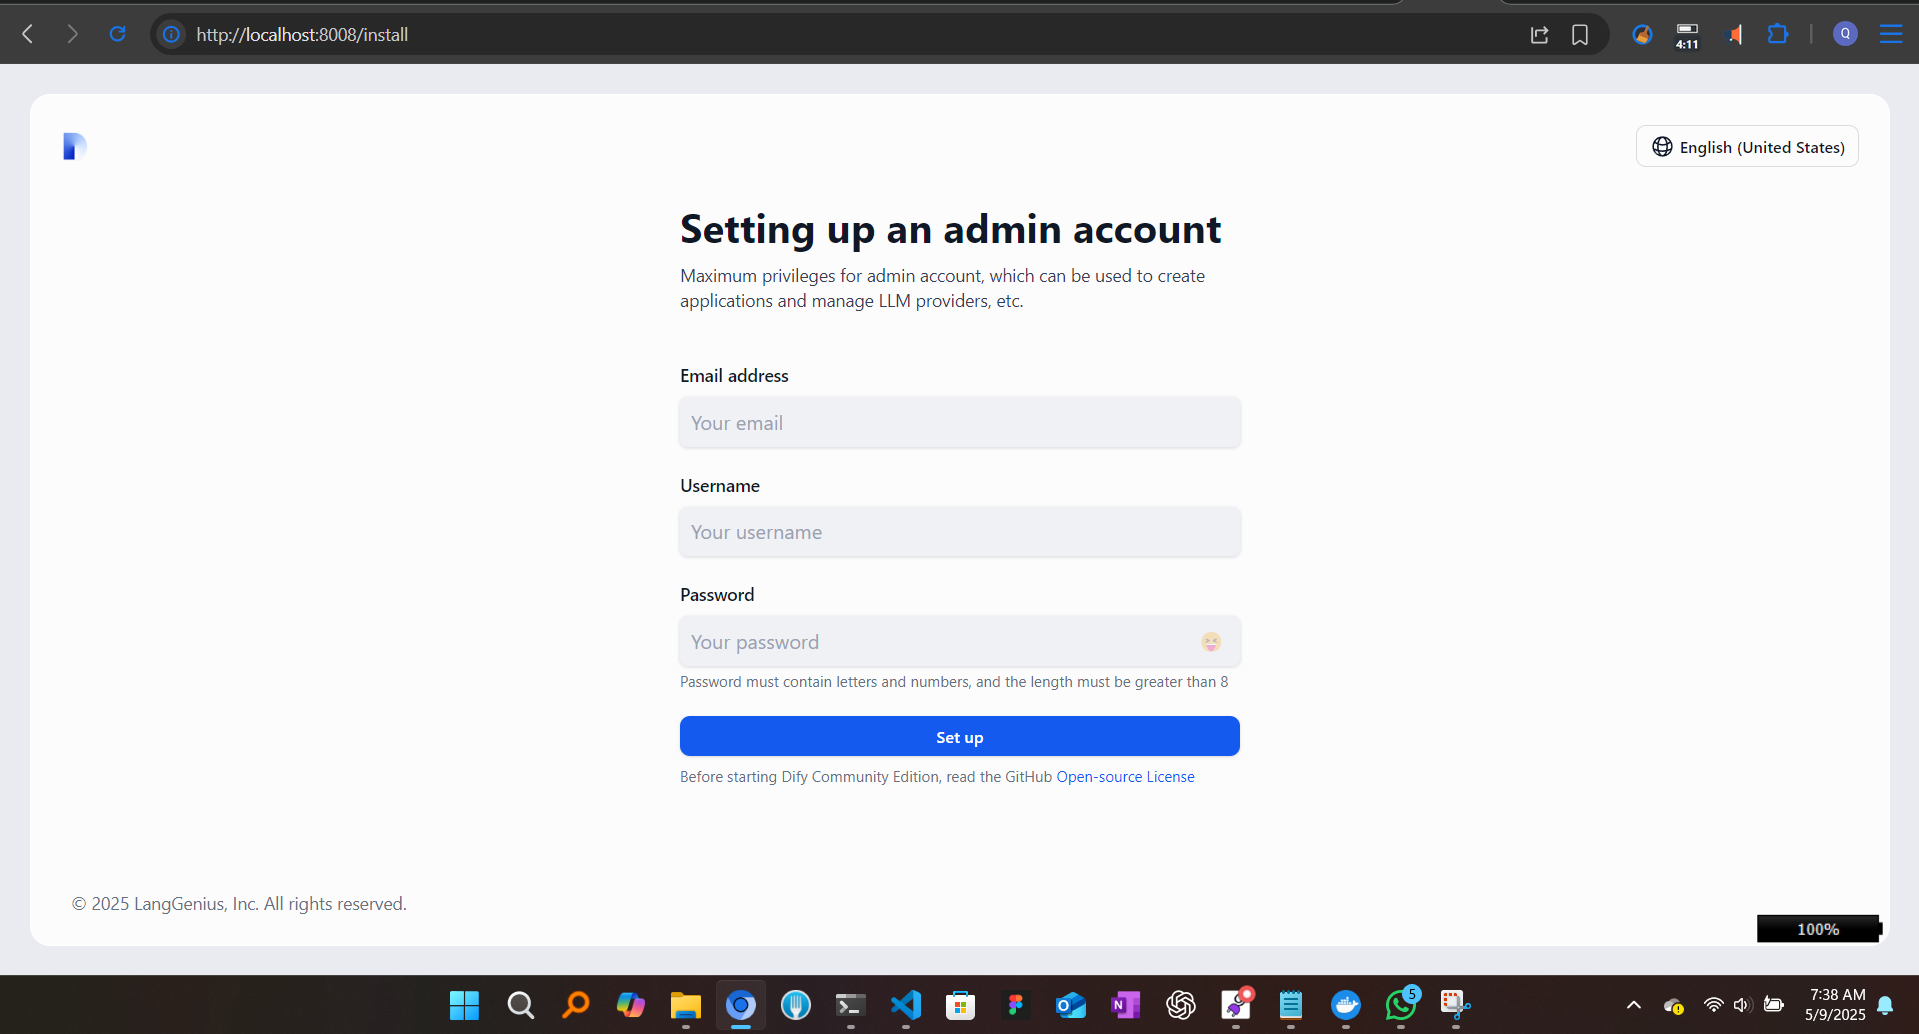 http://localhost:8008/install
4:11
Q
English (United States)
Setting up an admin account
Maximum privileges for admin account, which can be used to create
applications and manage LLM providers, etc.
Email address
Your email
Username
Your username
Password
Your password
Password must contain letters and numbers, and the length must be greater than 8
Set up
Before starting Dify Community Edition, read the GitHub Open-source License
© 2025 LangGenius, Inc. All rights reserved.
100%
N
5
7:38 AM
5/9/2025